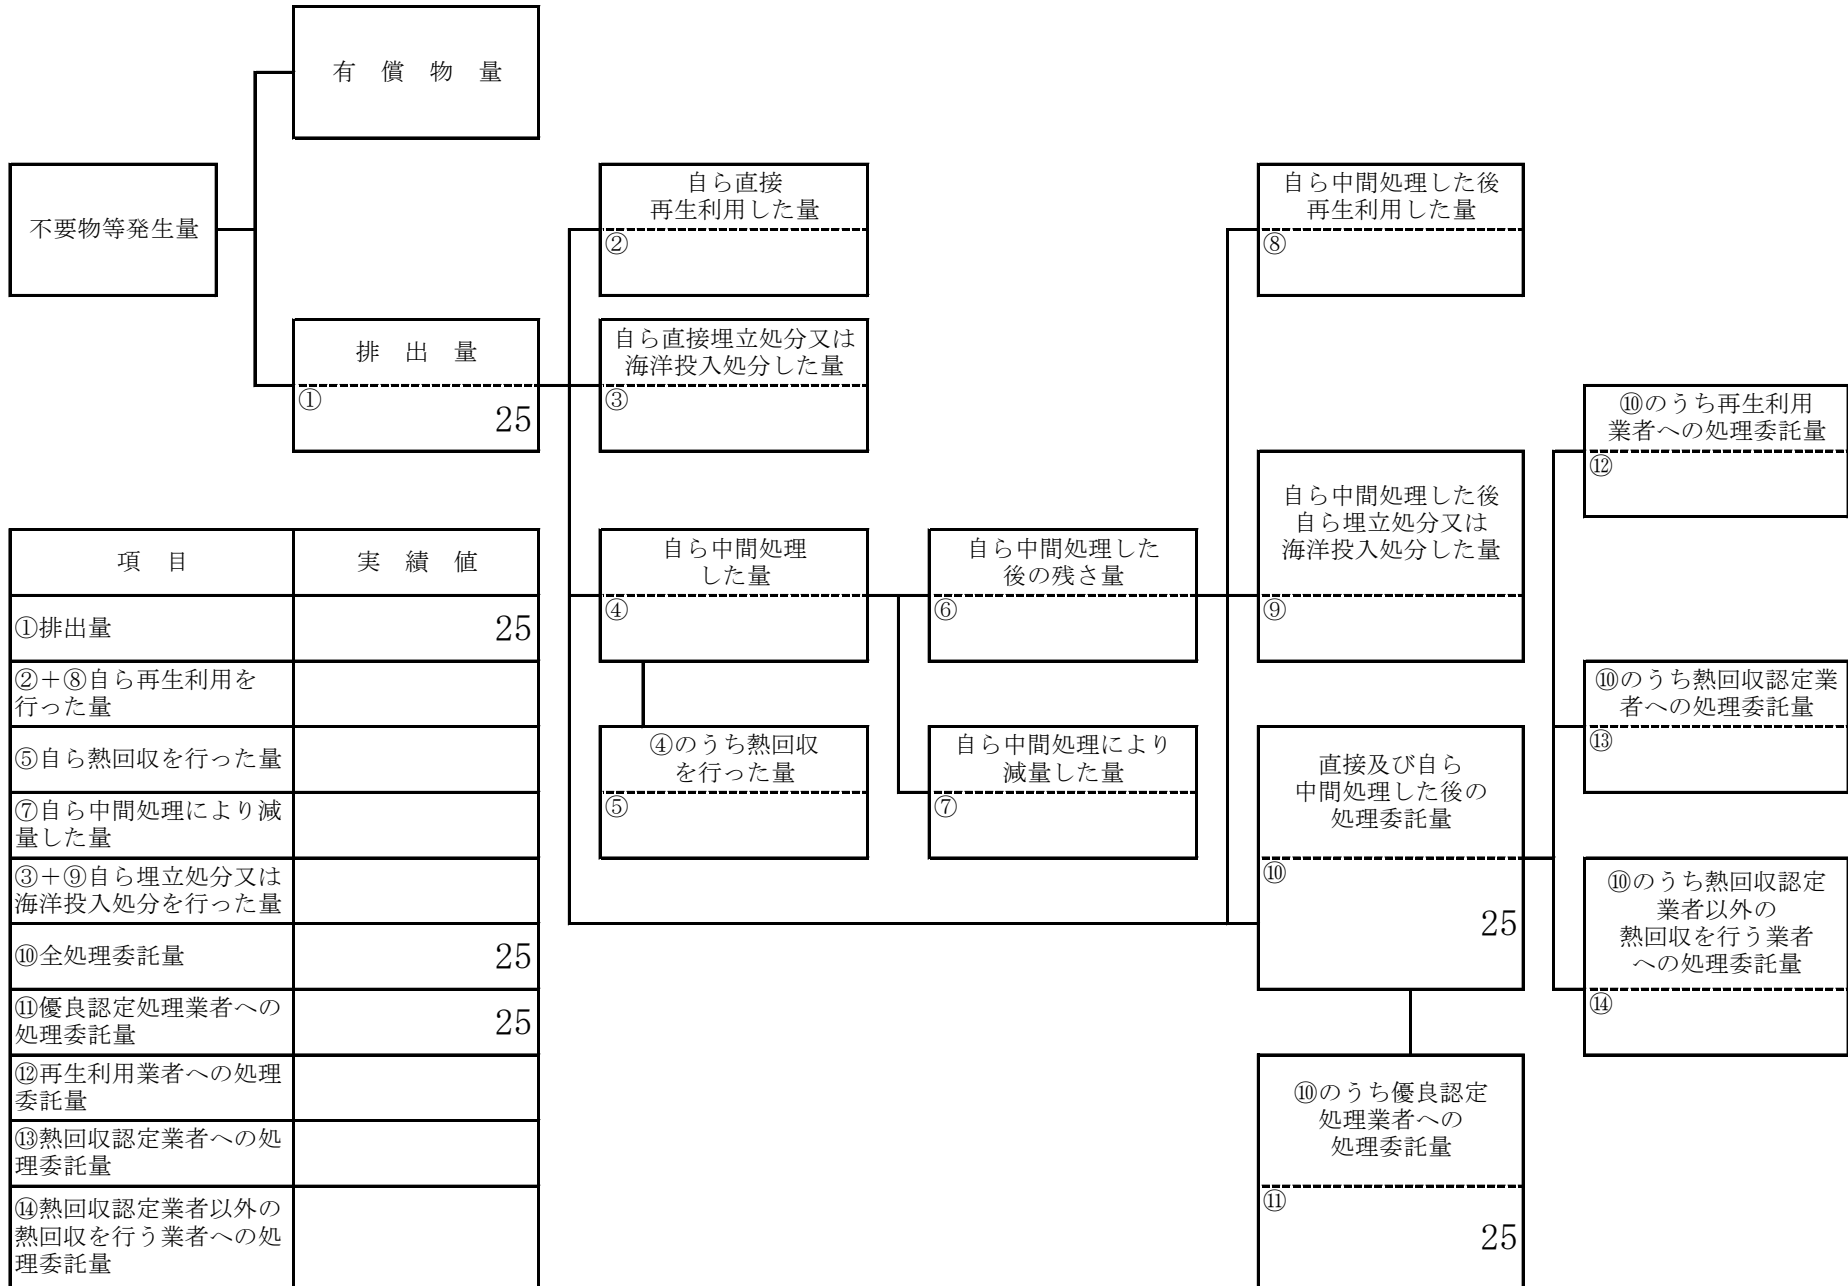 有　償　物　量
不要物等発生量
自ら直接
再生利用した量
②
自ら中間処理した後
再生利用した量
⑧
排　出　量
①
25
自ら直接埋立処分又は
海洋投入処分した量
③
⑩のうち再生利用
業者への処理委託量
⑫
自ら中間処理した後
自ら埋立処分又は
海洋投入処分した量
⑨
自ら中間処理
した量
④
自ら中間処理した
後の残さ量
⑥
⑩のうち熱回収認定業
者への処理委託量
⑬
④のうち熱回収
を行った量
⑤
自ら中間処理により
減量した量
⑦
直接及び自ら
中間処理した後の
処理委託量
⑩
25
⑩のうち熱回収認定
業者以外の
熱回収を行う業者
への処理委託量
⑭
⑩のうち優良認定
処理業者への
処理委託量
⑪
25
項　目
実　績　値
①排出量
25
②＋⑧自ら再生利用を
行った量
⑤自ら熱回収を行った量
⑦自ら中間処理により減
量した量
③＋⑨自ら埋立処分又は
海洋投入処分を行った量
⑩全処理委託量
25
⑪優良認定処理業者への
処理委託量
25
⑫再生利用業者への処理
委託量
⑬熱回収認定業者への処
理委託量
⑭熱回収認定業者以外の
熱回収を行う業者への処
理委託量